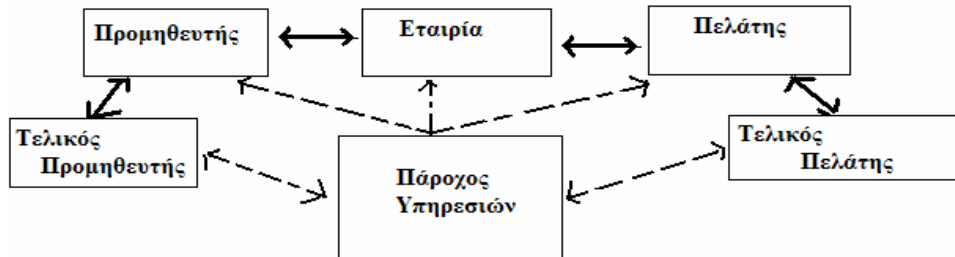 Προμηθευτής
Εταιρία
Πελάτης
Τελικός
Προμηθευτής
Τελικός
Πελάτης
Πάροχος
Υπηρεσιών